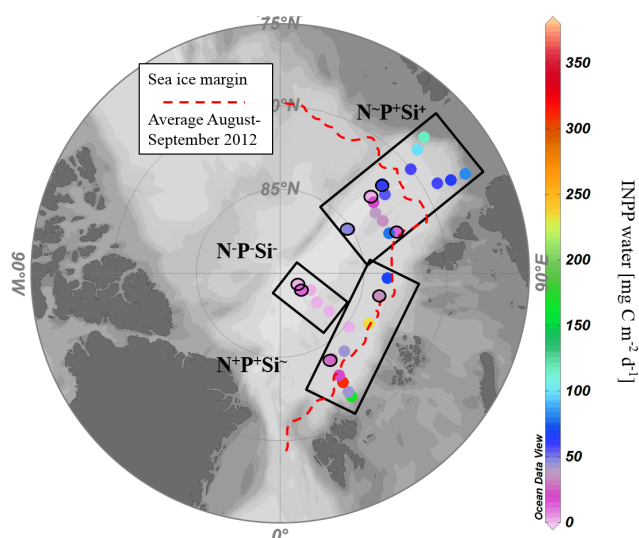 75°N
Sea ice margin
Average August-
September 2012
N~P+Si+
85°N
N-P-Si-
90°W
90°E
N+P+Si~
0°
350
300
250
200
150
100
50
0
INPP water [mg C m-2 d-1]
Ocean Data View